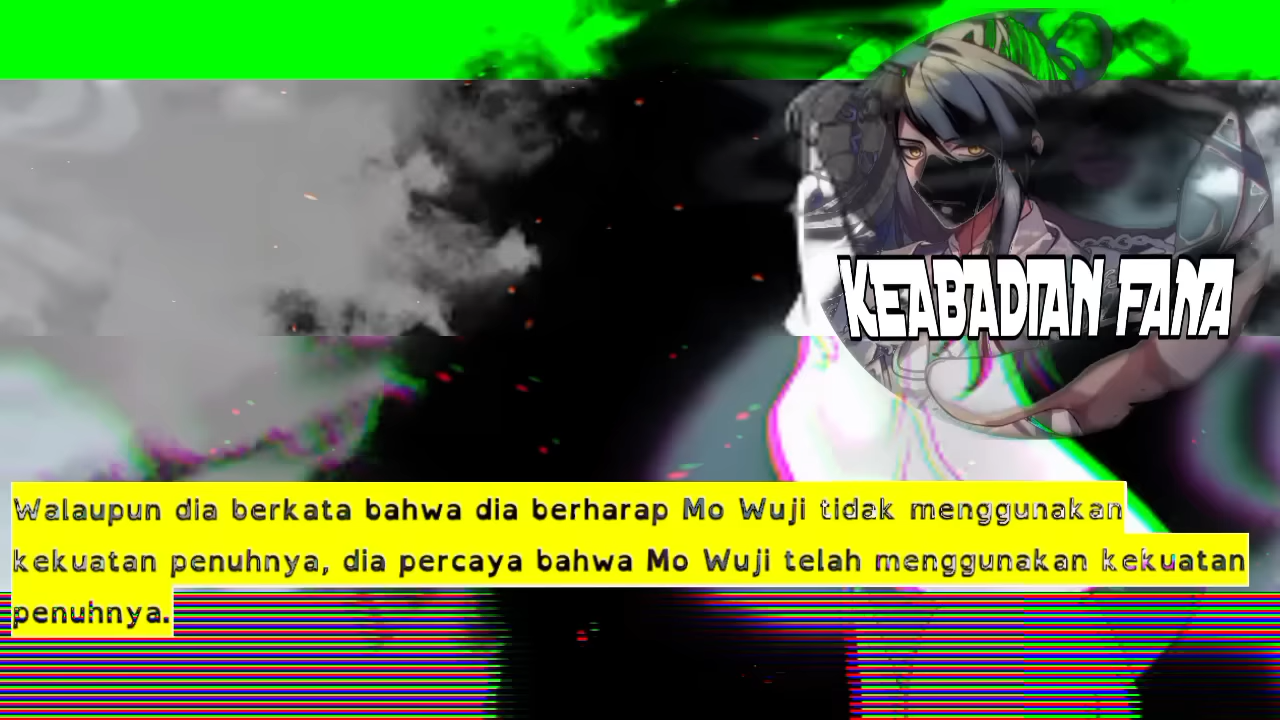 KEABADIAN FANA
Walaupun dia berkata bahwa dia berharap Mo Wuji tidak menggunakan
kekuatan penuhnya, dia percaya bahwa Mo Wuji telah menggunakan kekuatan
penuhnya.